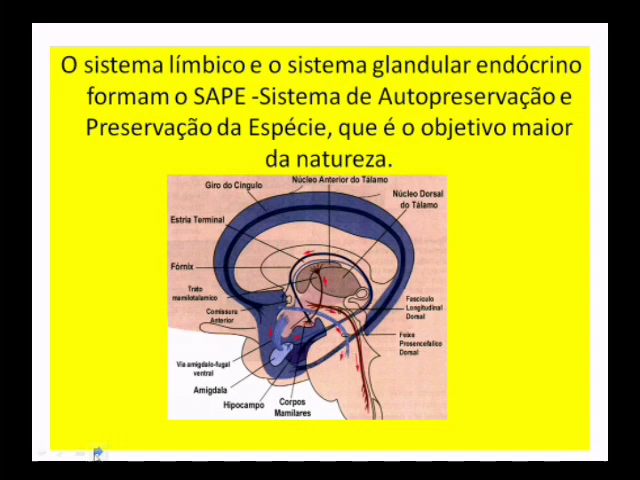 O sistema límbico e o sistema glandular endócrino
formam o SAPE -Sistema de Autopreservação e
Preservação da Espécie, que é o objetivo maior
da natureza.
Núcleo Anterior do Tálamo
Giro do Cíngulo
Núcleo Dorsal
do Tálamo
Estria Terminal
Fórnix
Trato
mamilotalamico
Comissura
Anterior
Fascículo
Longitudinal
Dorsal
Feixe
Prosencefálico
Dorsal
Via amígdalo-fugal
ventral
Amígdala
Hipocampo
Corpos
Mamilares